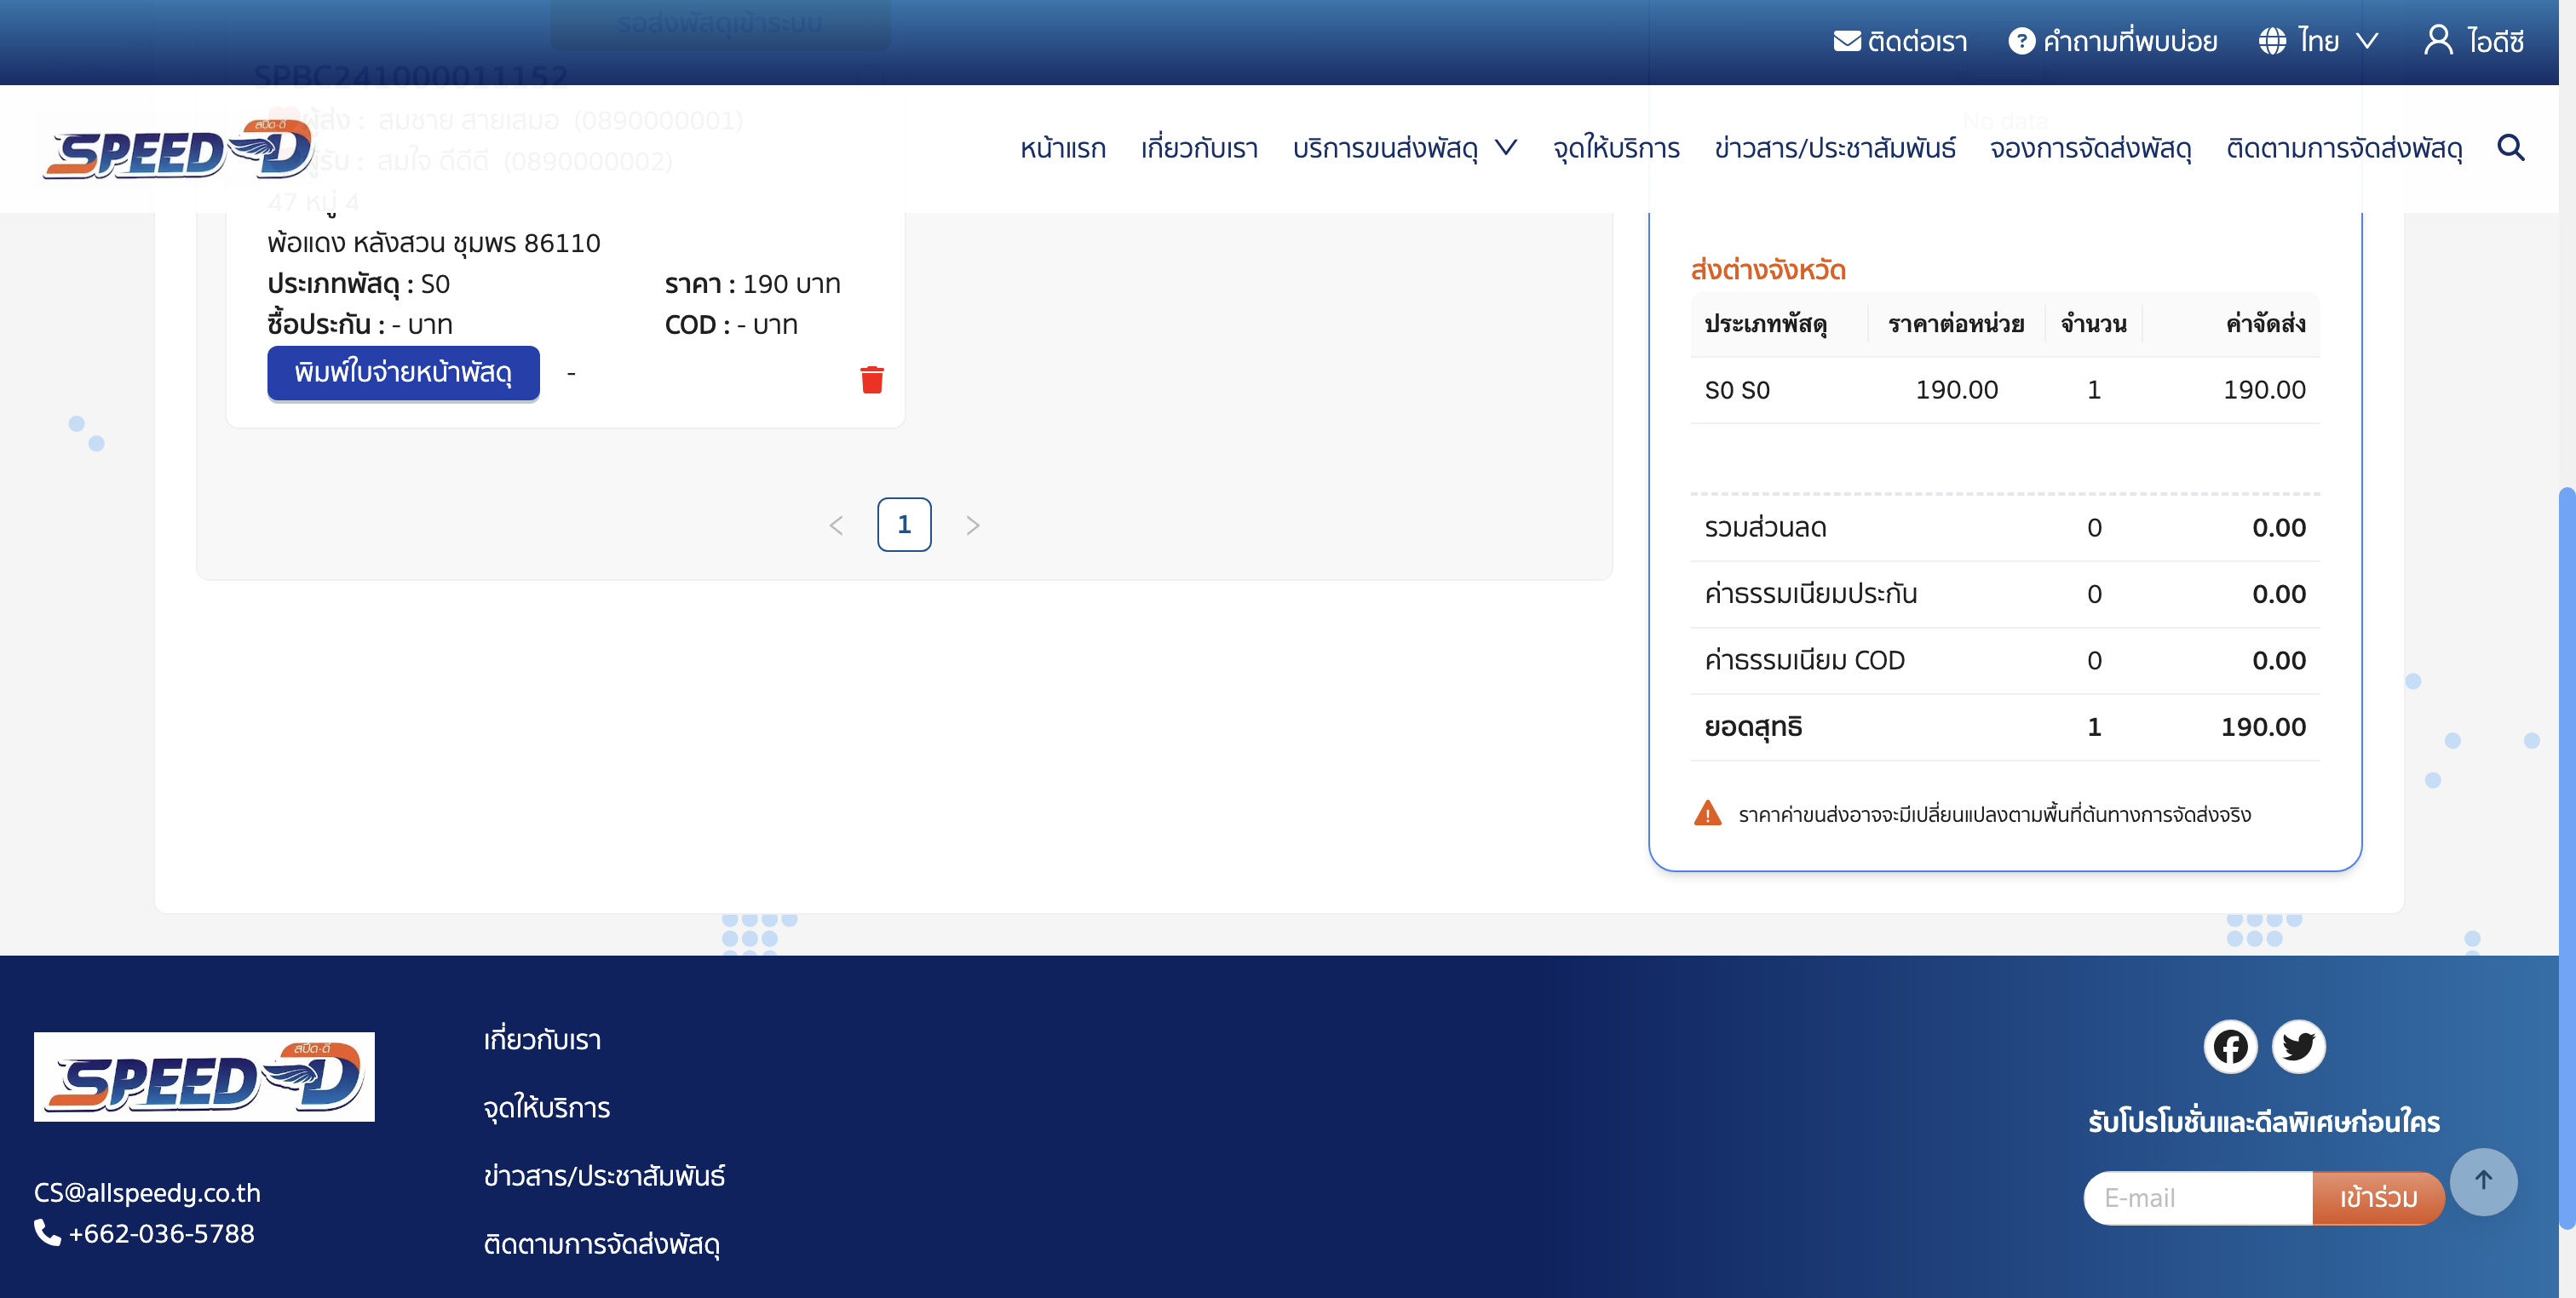 ติดต่อเรา
คำถามที่พบบ่อย
ไทย
ไอดีซี
รอส่งพัสดุเข้าระบบ
SPBC241000011152
สปีด-ดี
SPEED-D
หน้าแรก
เกี่ยวกับเรา
บริการขนส่งพัสดุ
จุดให้บริการ
ข่าวสาร/ประชาสัมพันธ์
จองการจัดส่งพัสดุ
ติดตามการจัดส่งพัสดุ
ผู้ส่ง : สมชาย สายเสมอ (0890000001)
ผู้รับ : สมใจ ดีดีดี (0890000002)
47 หมู่ 4
พ้อแดง หลังสวน ชุมพร 86110
ประเภทพัสดุ : S0 ราคา : 190 บาท
ซื้อประกัน : - บาท COD : - บาท
พิมพ์ใบจ่ายหน้าพัสดุ -
1
No data
ส่งต่างจังหวัด
ประเภทพัสดุ ราคาต่อหน่วย จำนวน ค่าจัดส่ง
S0 S0 190.00 1 190.00
รวมส่วนลด 0 0.00
ค่าธรรมเนียมประกัน 0 0.00
ค่าธรรมเนียม COD 0 0.00
ยอดสุทธิ 1 190.00
ราคาค่าขนส่งอาจจะมีเปลี่ยนแปลงตามพื้นที่ต้นทางการจัดส่งจริง
สปีด-ดี
SPEED-D
CS@allspeedy.co.th
+662-036-5788
เกี่ยวกับเรา
จุดให้บริการ
ข่าวสาร/ประชาสัมพันธ์
ติดตามการจัดส่งพัสดุ
รับโปรโมชั่นและดีลพิเศษก่อนใคร
E-mail
เข้าร่วม